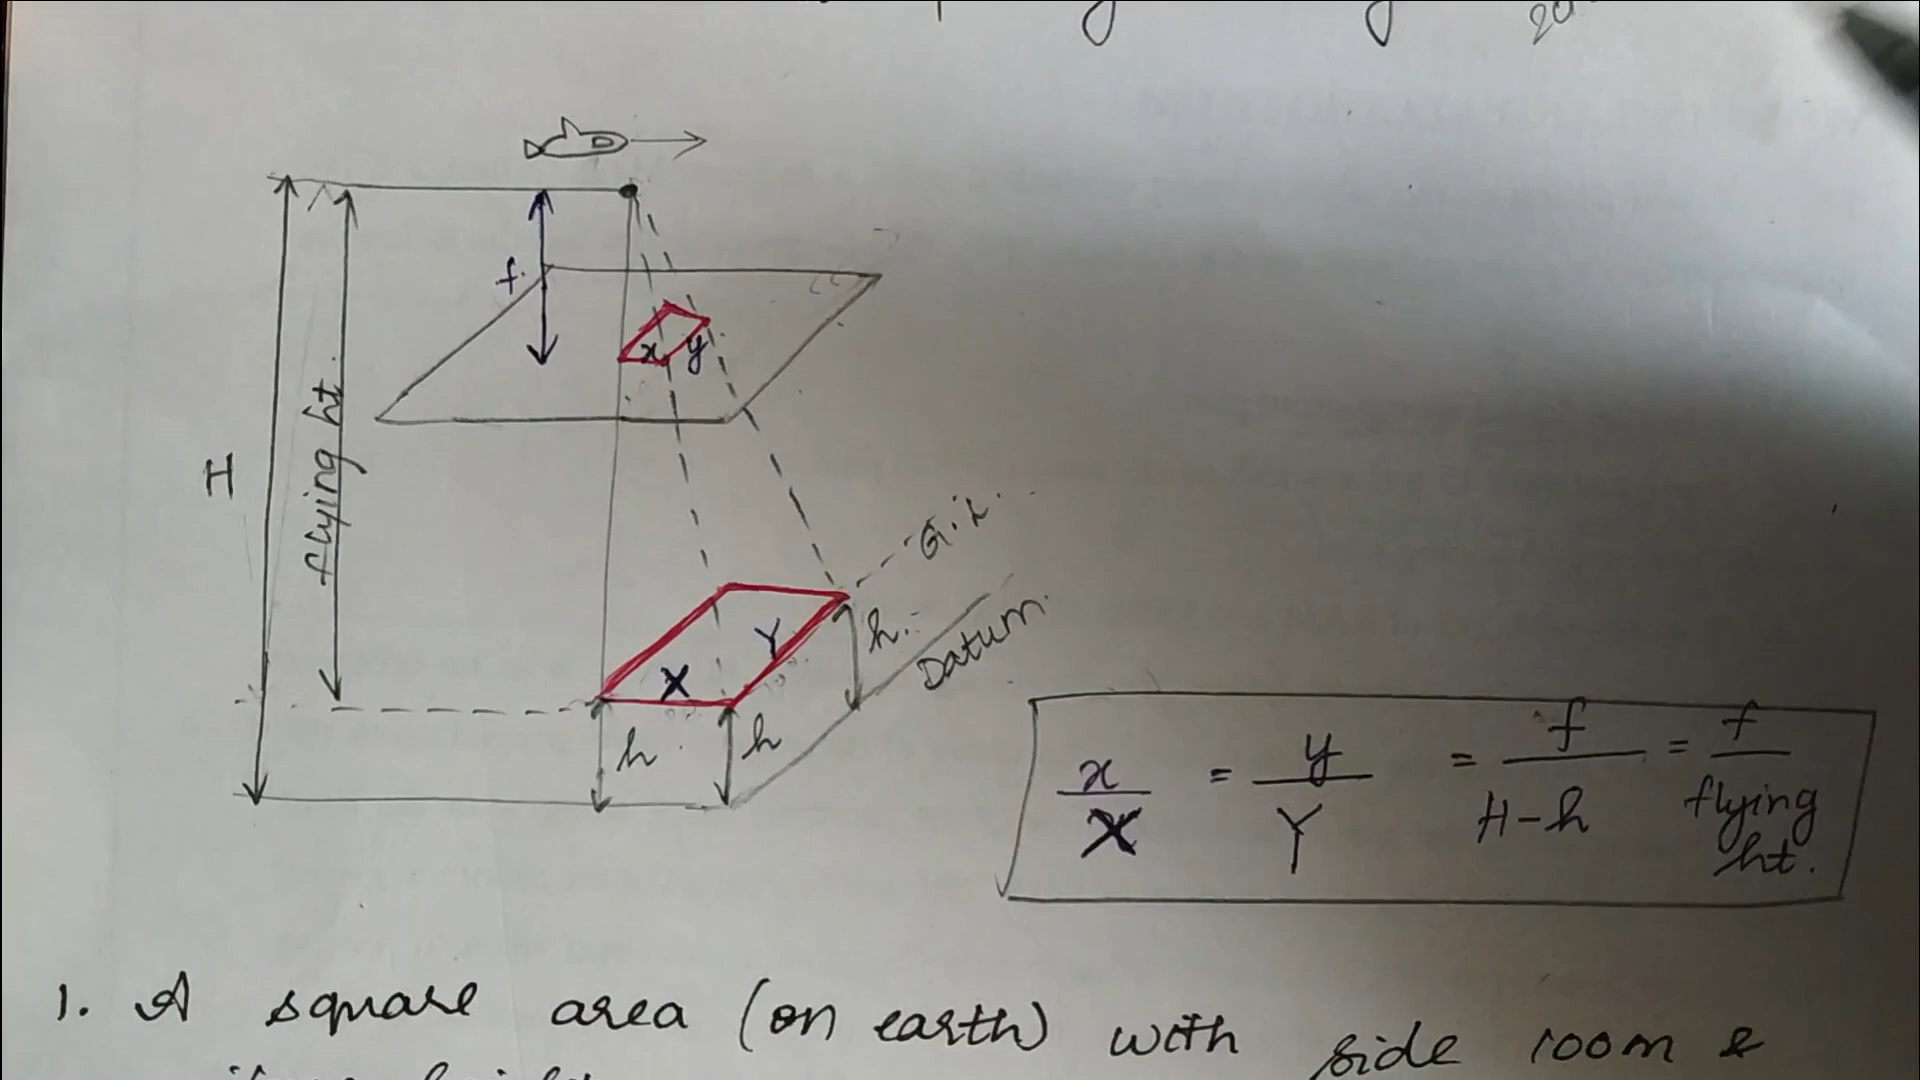 f.
x y
flying ht.
H
G.L.
h.
Datum.
X Y
h h
x/X = y/Y = f/H-h = f/flying ht.
1. A square area (on earth) with side 100m &